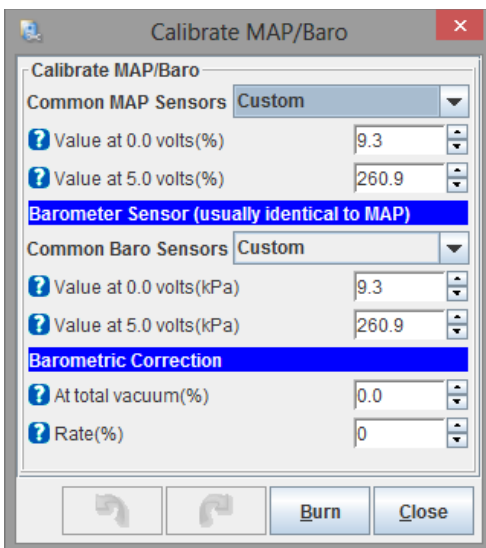 Calibrate MAP/Baro
Calibrate MAP/Baro
Common MAP Sensors Custom
Value at 0.0 volts(%) 9.3
Value at 5.0 volts(%) 260.9
Barometer Sensor (usually identical to MAP)
Common Baro Sensors Custom
Value at 0.0 volts(kPa) 9.3
Value at 5.0 volts(kPa) 260.9
Barometric Correction
At total vacuum(%) 0.0
Rate(%) 0
Burn Close